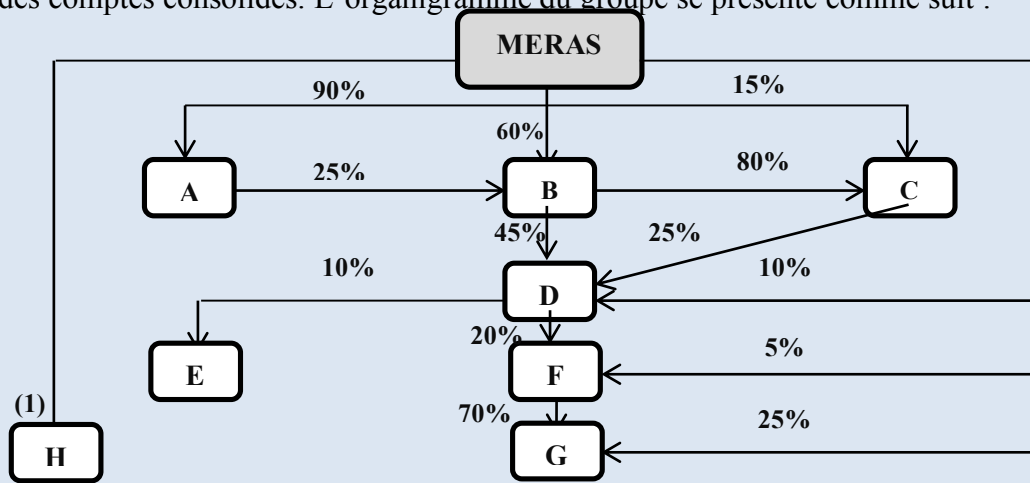 des comptes consolidés. L'organigramme du groupe se présente comme suit :
MERAS
90%
15%
60%
A
25%
B
80%
C
45%
25%
10%
10%
D
20%
5%
E
F
(1)
70%
25%
H
G